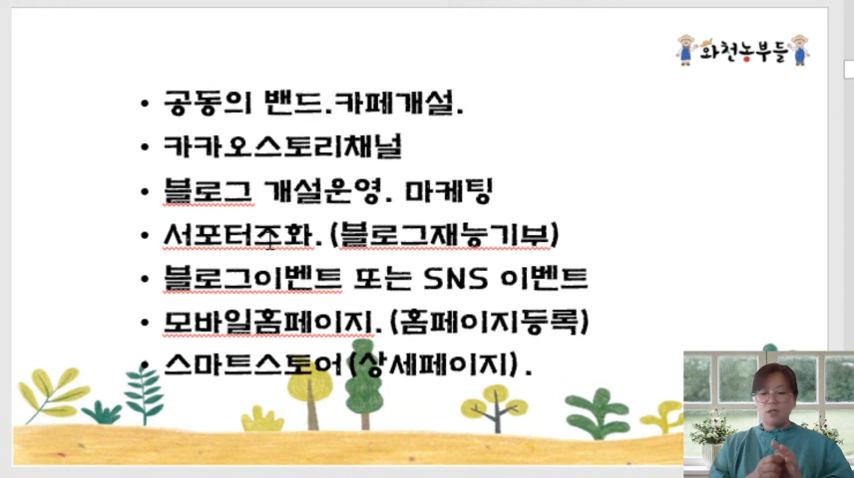 와천농부들
• 공동의 밴드.카페개설.
• 카카오스토리채널
• 블로그 개설운영. 마케팅
• 서포터조화.(블로그재능기부)
• 블로그이벤트 또는 SNS 이벤트
• 모바일홈페이지.(홈페이지등록)
• 스마트스토어(상세페이지).